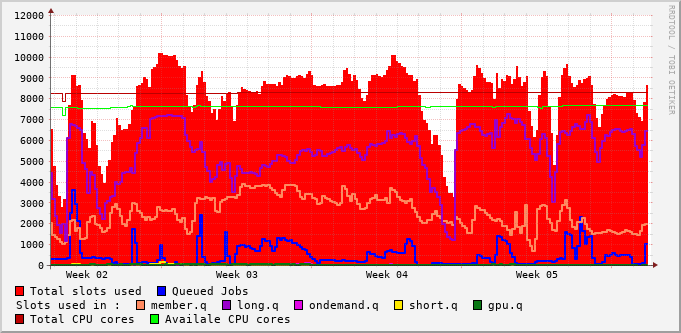 12000
11000
10000
9000
8000
7000
6000
5000
4000
3000
2000
1000
0
Week 02 Week 03 Week 04 Week 05
RRDTOOL / TOBI OETIKER
Total slots used Queued Jobs
Slots used in : member.q long.q ondemand.q short.q gpu.q
Total CPU cores Availale CPU cores